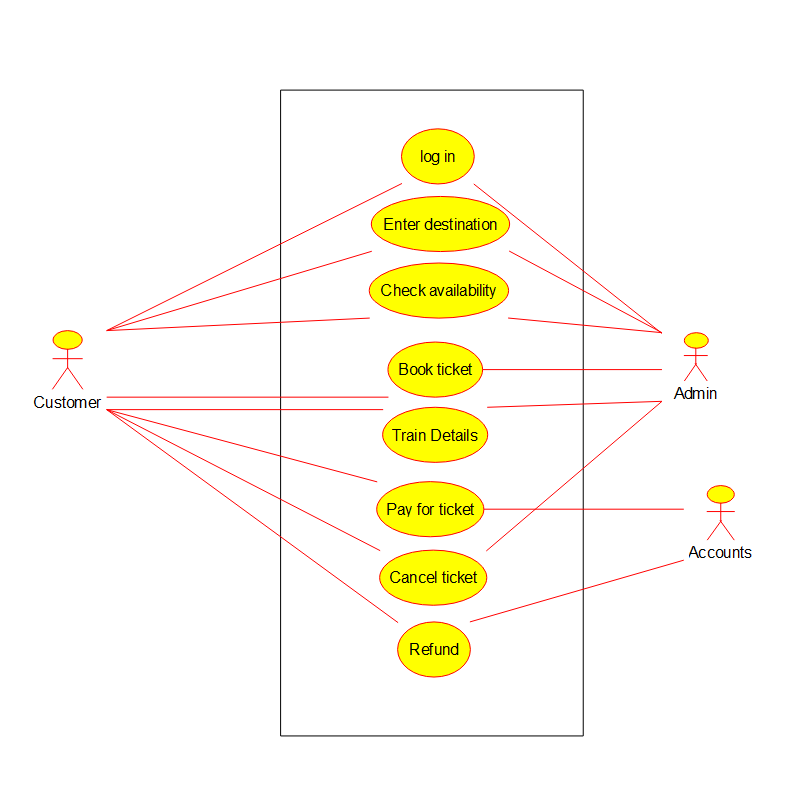 log in
Enter destination
Check availability
Book ticket
Customer
Admin
Train Details
Pay for ticket
Accounts
Cancel ticket
Refund